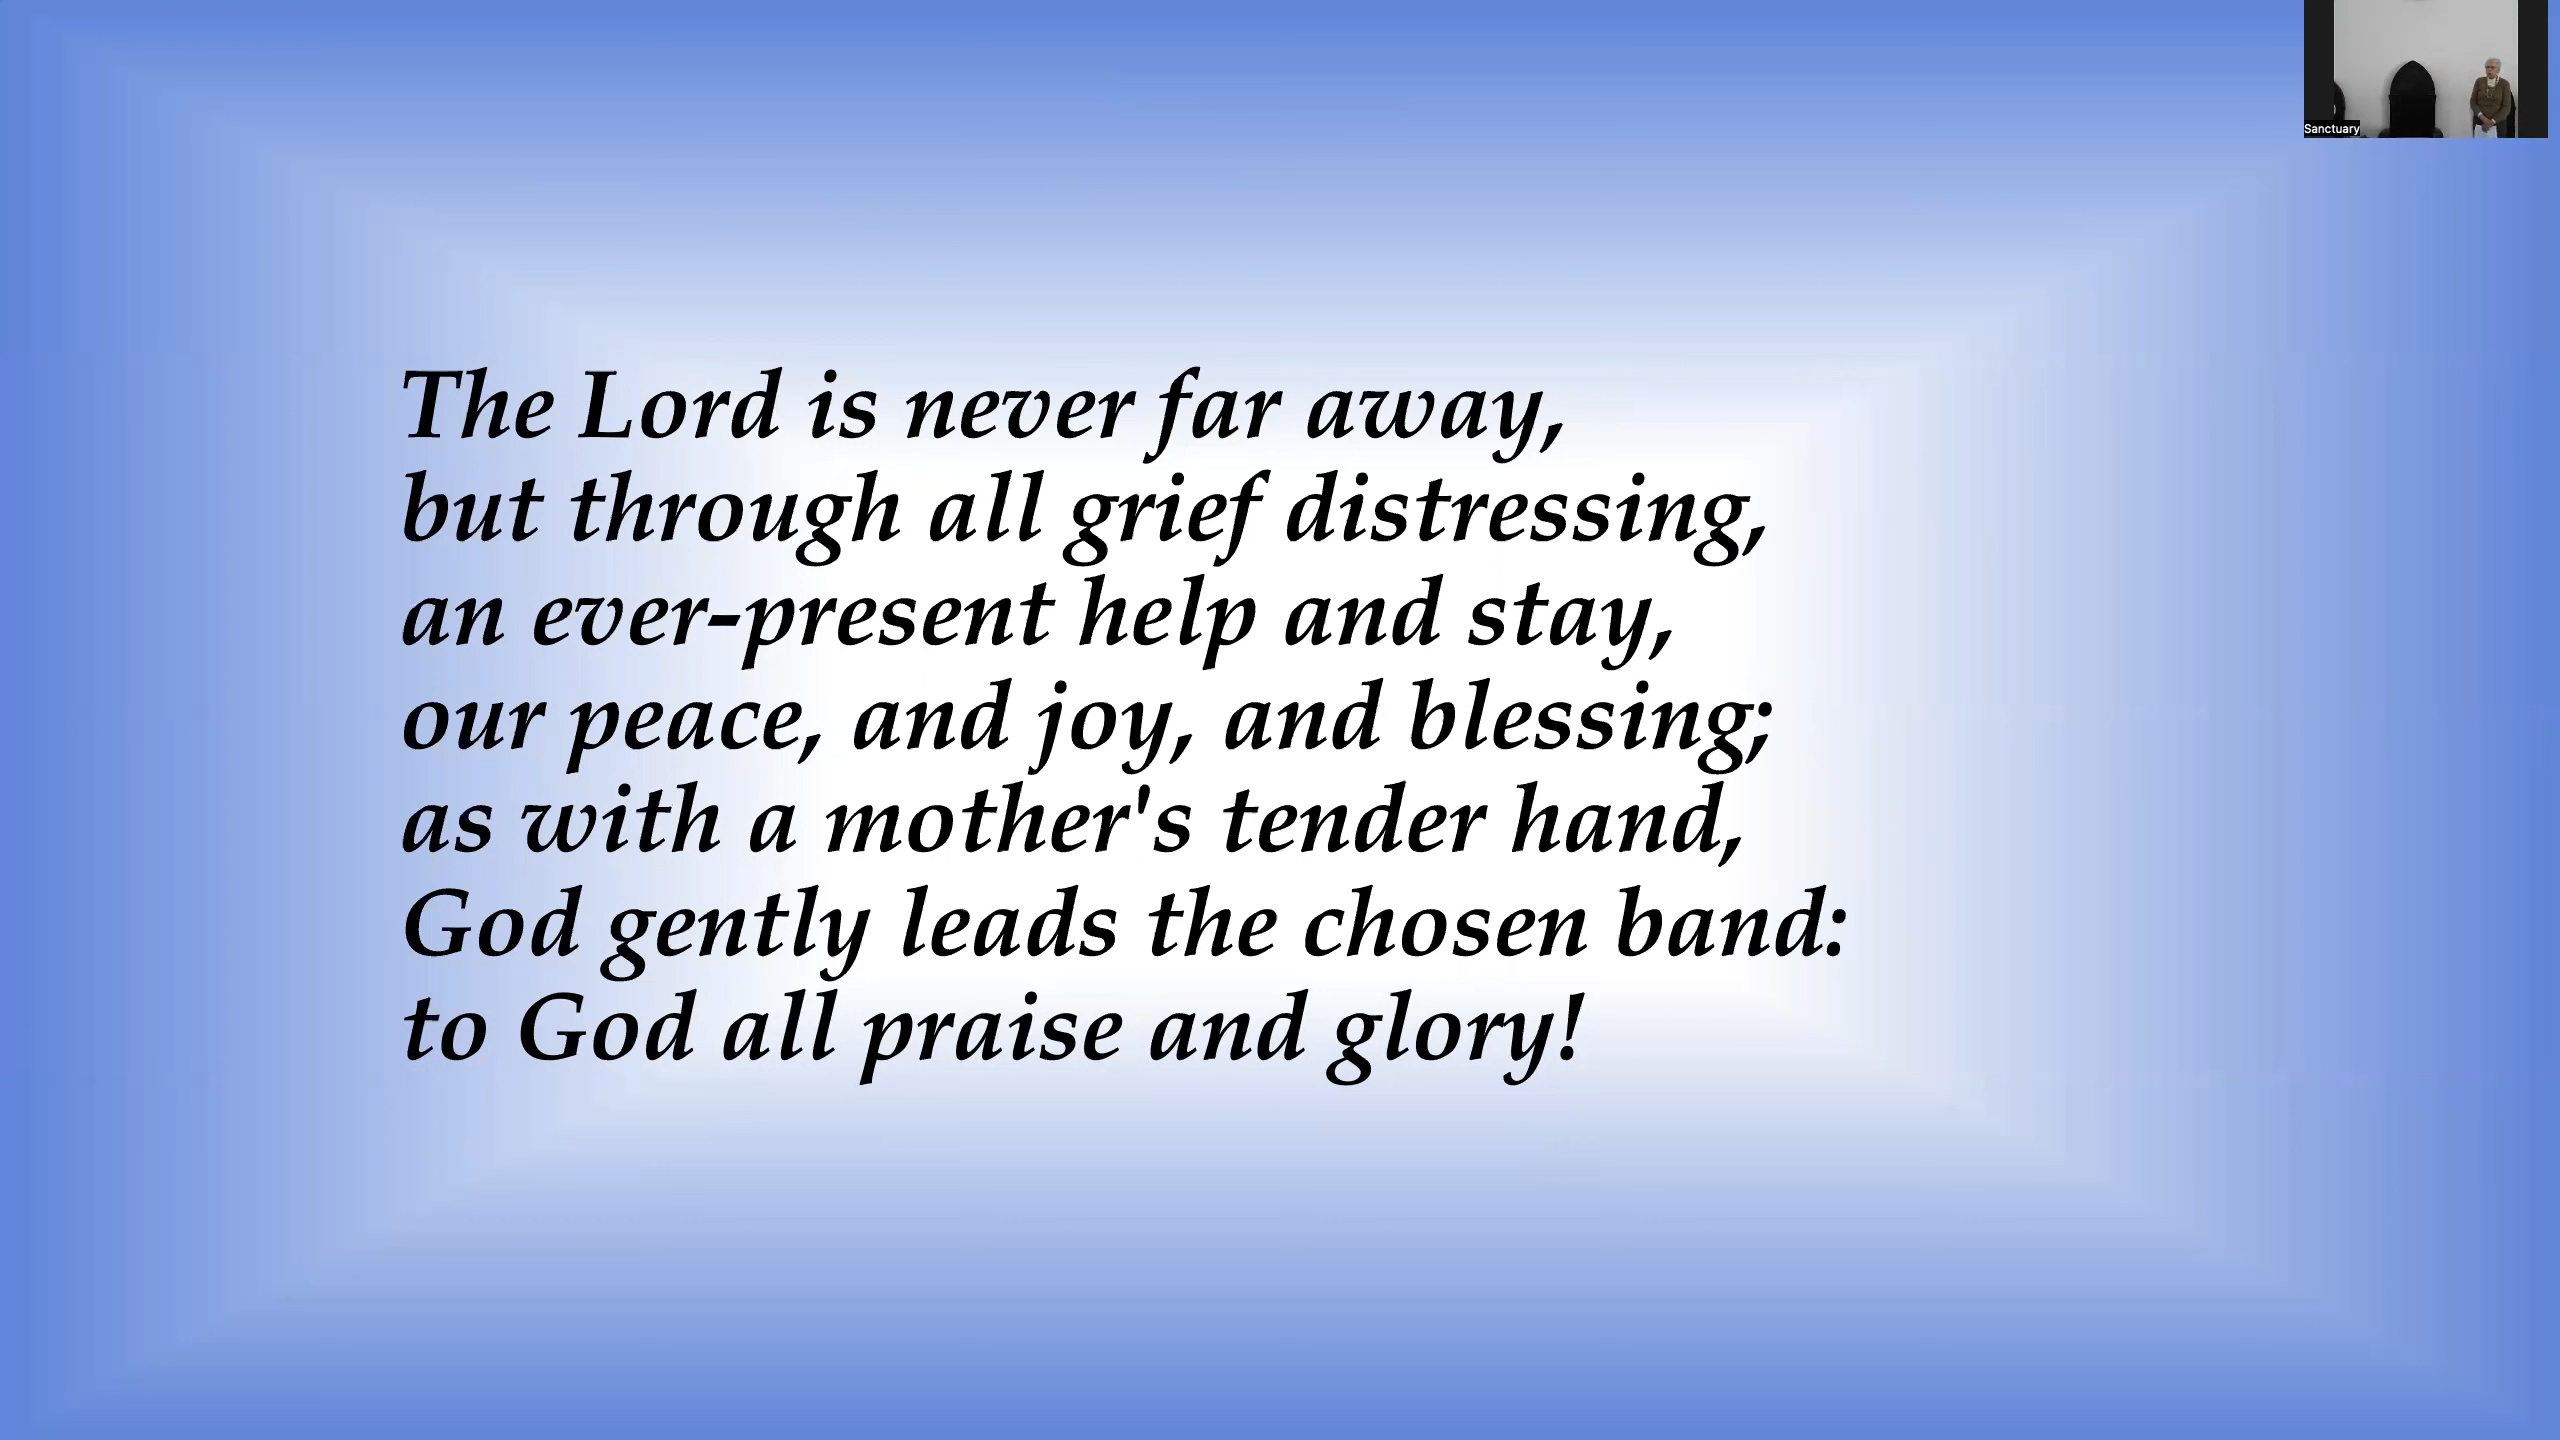 Sanctuary
The Lord is never far away,
but through all grief distressing,
an ever-present help and stay,
our peace, and joy, and blessing;
as with a mother's tender hand,
God gently leads the chosen band:
to God all praise and glory!